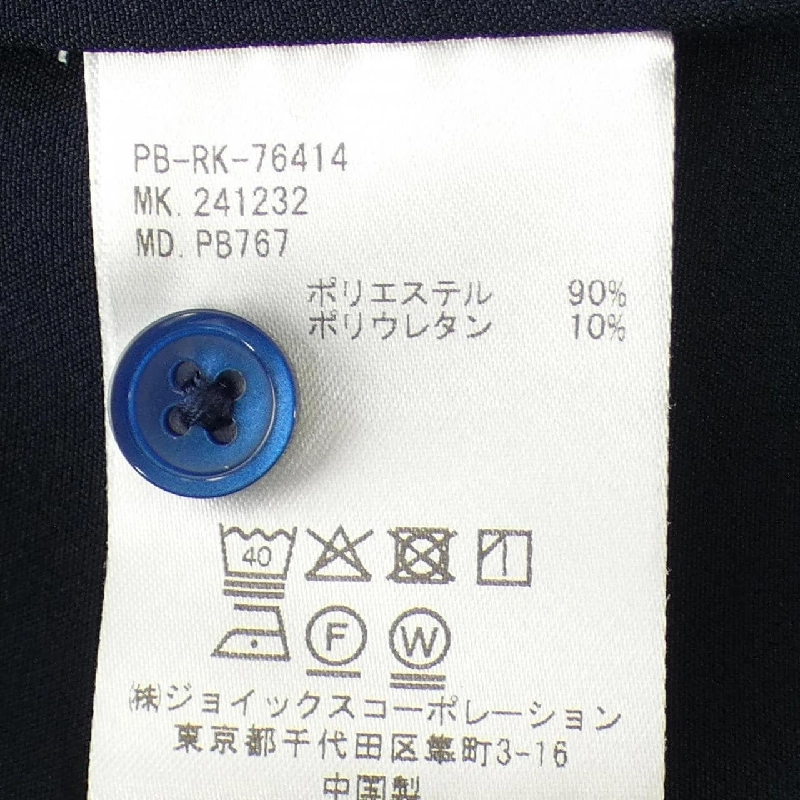 PB-RK-76414
MK. 241232
MD. PB767
ポリエステル 90%
ポリウレタン 10%
40
F W
㈱ジョイックスコーポレーション
東京都千代田区隼町3-16
中国製